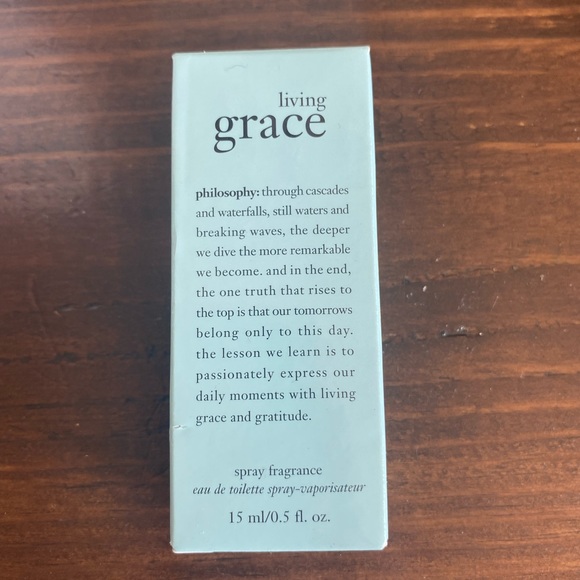 living
grace
philosophy: through cascades
and waterfalls, still waters and
breaking waves, the deeper
we dive the more remarkable
we become. and in the end,
the one truth that rises to
the top is that our tomorrows
belong only to this day.
the lesson we learn is to
passionately express our
daily moments with living
grace and gratitude.
spray fragrance
eau de toilette spray-vaporisateur
15 ml/0.5 fl. oz.